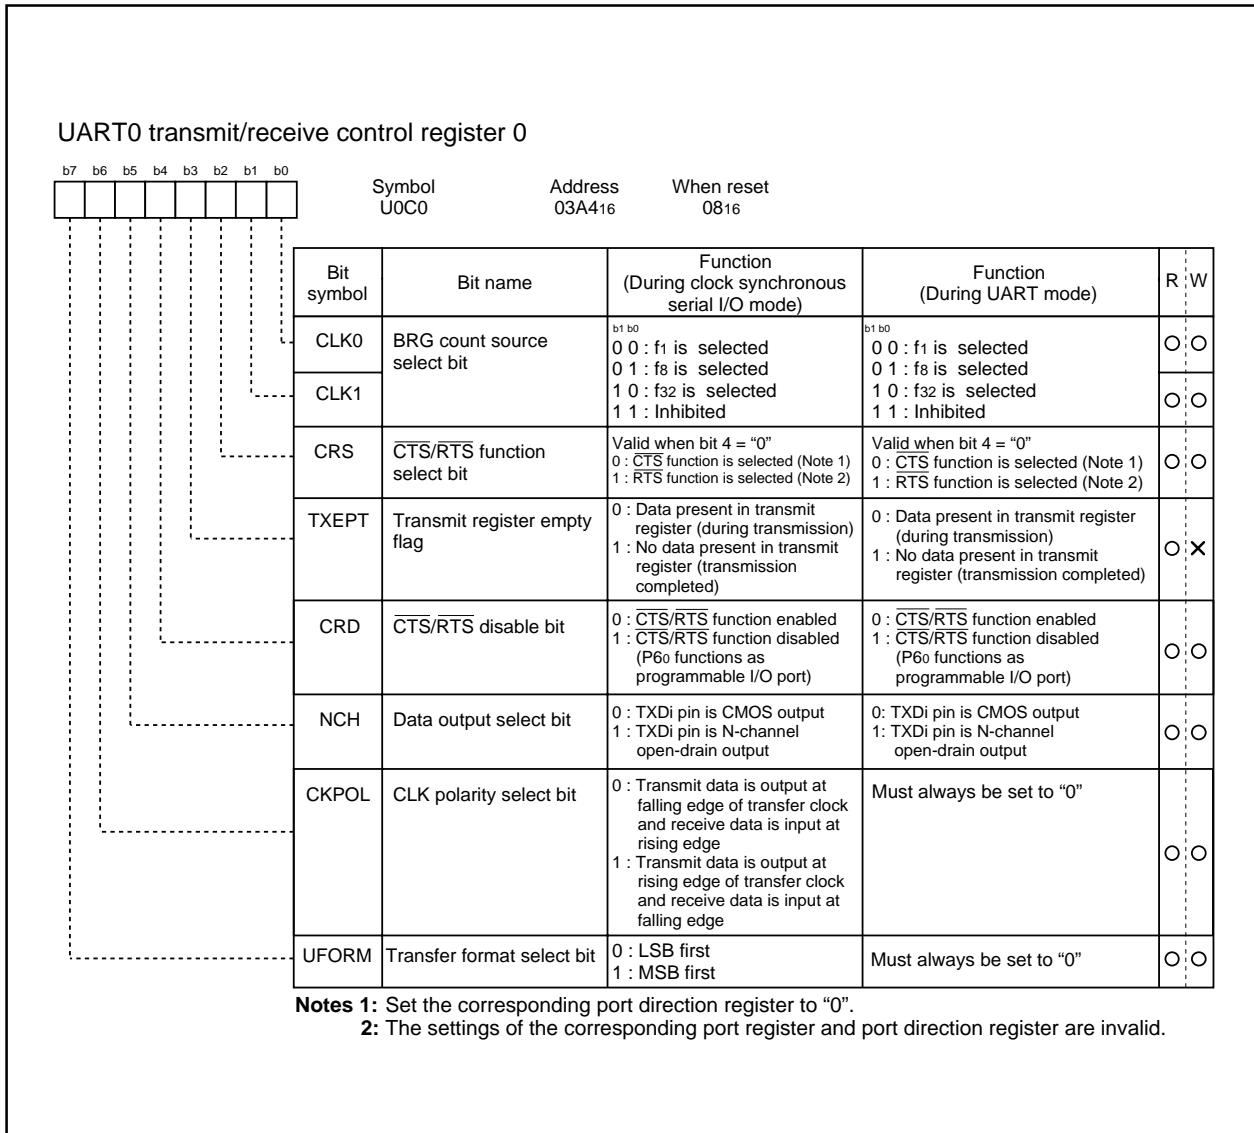 UART0 transmit/receive control register 0
b7 b6 b5 b4 b3 b2 b1 b0
Symbol Address When reset
U0C0 03A416 0816
Bit symbol
Bit name
Function
(During clock synchronous
serial I/O mode)
Function
(During UART mode)
R W
CLK0
CLK1
BRG count source
select bit
b1 b0
0 0 : f1 is selected
0 1 : f8 is selected
1 0 : f32 is selected
1 1 : Inhibited
b1 b0
0 0 : f1 is selected
0 1 : f8 is selected
1 0 : f32 is selected
1 1 : Inhibited
CRS
CTS/RTS function
select bit
Valid when bit 4 = “0”
0 : CTS function is selected (Note 1)
1 : RTS function is selected (Note 2)
Valid when bit 4 = “0”
0 : CTS function is selected (Note 1)
1 : RTS function is selected (Note 2)
TXEPT
Transmit register empty
flag
0 : Data present in transmit
register (during transmission)
1 : No data present in transmit
register (transmission
completed)
0 : Data present in transmit register
(during transmission)
1 : No data present in transmit
register (transmission completed)
CRD
CTS/RTS disable bit
0 : CTS/RTS function enabled
1 : CTS/RTS function disabled
(P60 functions as
programmable I/O port)
0 : CTS/RTS function enabled
1 : CTS/RTS function disabled
(P60 functions as
programmable I/O port)
NCH
Data output select bit
0 : TXDi pin is CMOS output
1 : TXDi pin is N-channel
open-drain output
0: TXDi pin is CMOS output
1: TXDi pin is N-channel
open-drain output
CKPOL
CLK polarity select bit
0 : Transmit data is output at
falling edge of transfer clock
and receive data is input at
rising edge
1 : Transmit data is output at
rising edge of transfer clock
and receive data is input at
falling edge
Must always be set to “0”
UFORM
Transfer format select bit
0 : LSB first
1 : MSB first
Must always be set to “0”
Notes 1: Set the corresponding port direction register to “0”.
2: The settings of the corresponding port register and port direction register are invalid.